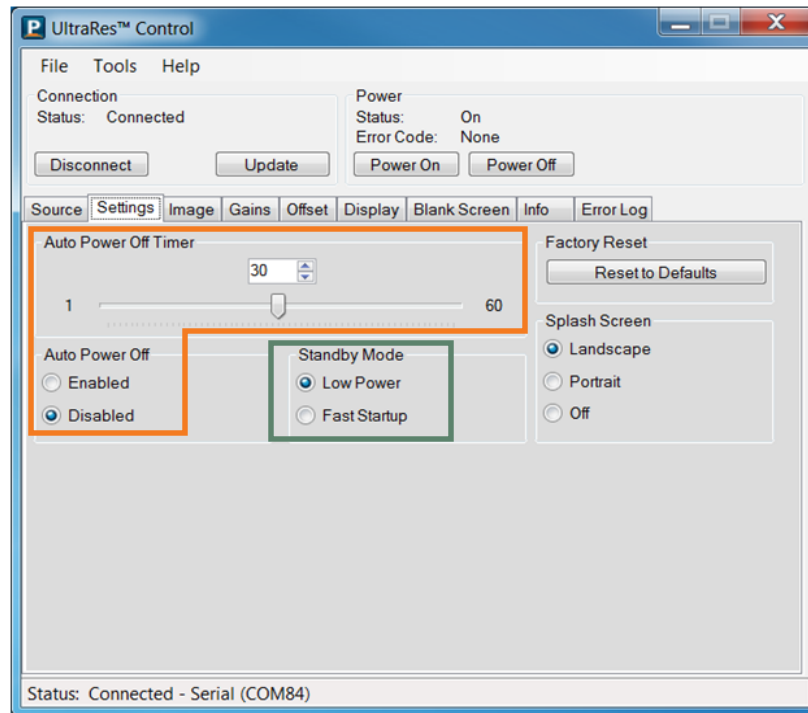 P UltraRes™ Control
File Tools Help
Connection
Status: Connected
Disconnect Update
Power
Status: On
Error Code: None
Power On Power Off
Source Settings Image Gains Offset Display Blank Screen Info Error Log
Auto Power Off Timer
30
1 60
Auto Power Off
Enabled
Disabled
Standby Mode
Low Power
Fast Startup
Factory Reset
Reset to Defaults
Splash Screen
Landscape
Portrait
Off
Status: Connected - Serial (COM84)